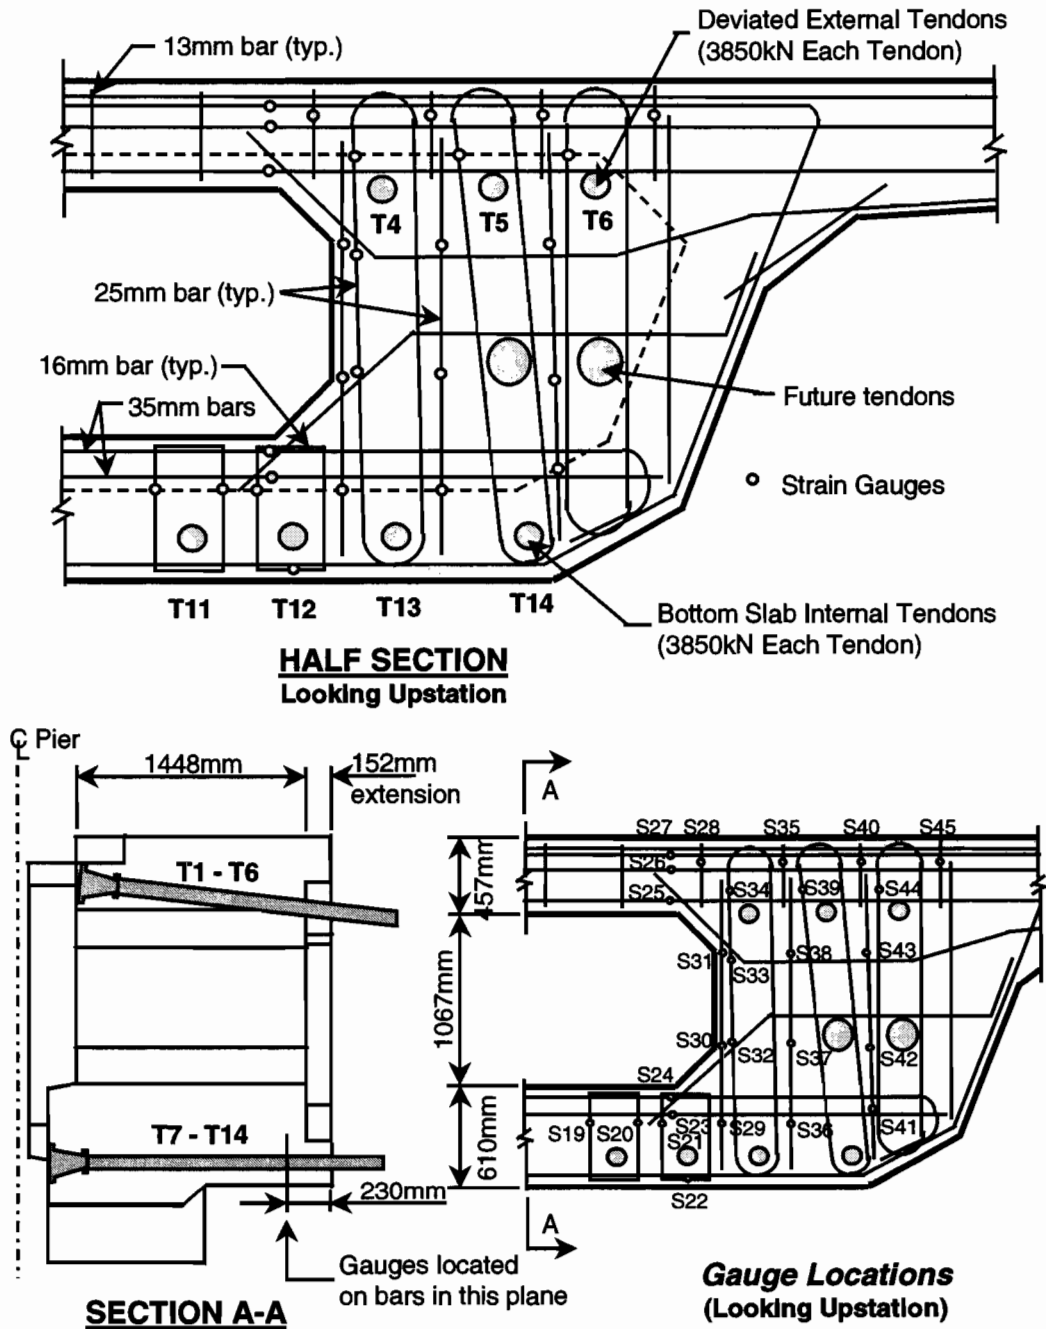 Deviated External Tendons
(3850kN Each Tendon)
13mm bar (typ.)
T4
T5
T6
25mm bar (typ.)
16mm bar (typ.)
35mm bars
Future tendons
Strain Gauges
T11
T12
T13
T14
Bottom Slab Internal Tendons
(3850kN Each Tendon)
HALF SECTION
Looking Upstation
CL Pier
1448mm
152mm
extension
T1 - T6
T7 - T14
230mm
Gauges located
on bars in this plane
SECTION A-A
A
457mm
1067mm
610mm
S27
S28
S35
S40
S45
S26
S25
S34
S39
S44
S31
S33
S38
S43
S30
S32
S37
S42
S24
S19
S20
S23
S21
S29
S36
S41
S22
A
Gauge Locations
(Looking Upstation)